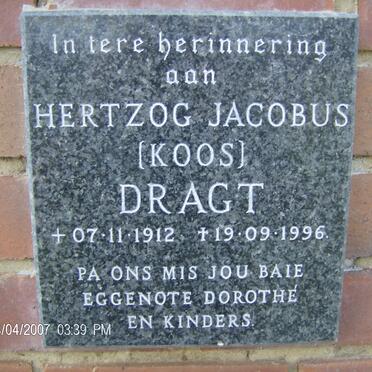 In tere herinnering
aan
HERTZOG JACOBUS
(KOOS)
DRAGT
+ 07·11·1912 ✝ 19·09·1996.
PA ONS MIS JOU BAIE
EGGENOTE DOROTHÉ
EN KINDERS.
/04/2007 03:39 PM